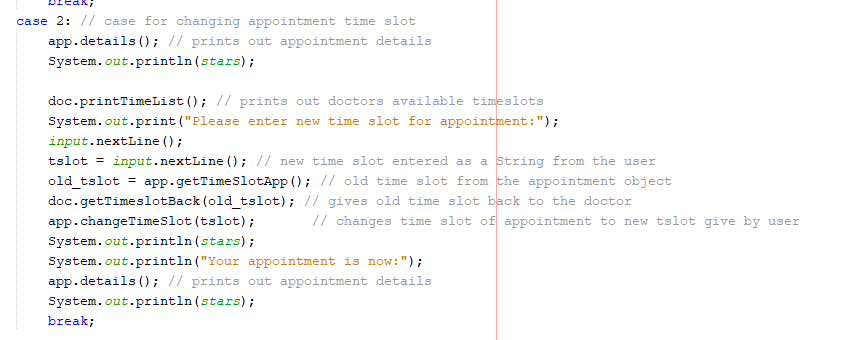 break;
case 2: // case for changing appointment time slot
app.details(); // prints out appointment details
System.out.println(stars);
doc.printTimeList(); // prints out doctors available timeslots
System.out.print("Please enter new time slot for appointment:");
input.nextLine();
tslot = input.nextLine(); // new time slot entered as a String from the user
old_tslot = app.getTimeSlotApp(); // old time slot from the appointment object
doc.getTimeslotBack(old_tslot); // gives old time slot back to the doctor
app.changeTimeSlot(tslot);       // changes time slot of appointment to new tslot give by user
System.out.println(stars);
System.out.println("Your appointment is now:");
app.details(); // prints out appointment details
System.out.println(stars);
break;